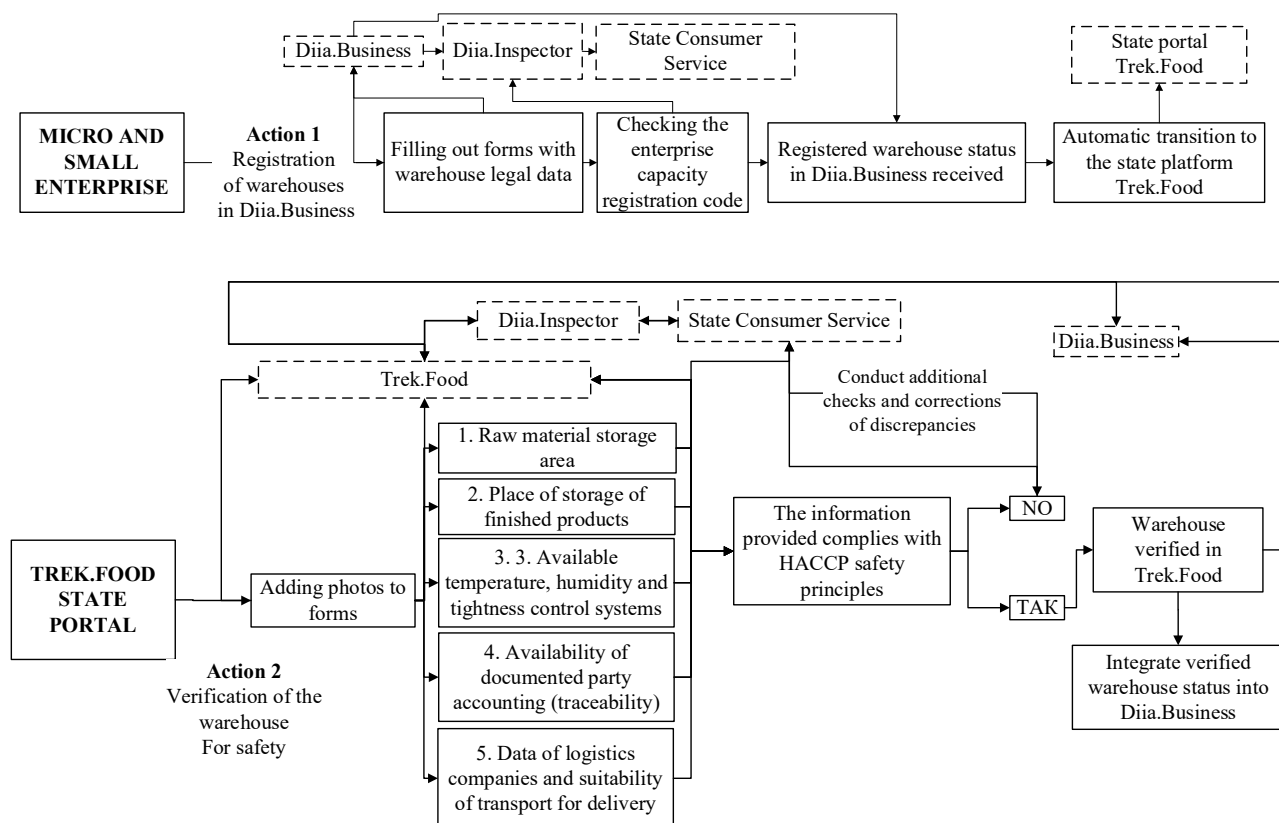 Diia.Business
Diia.Inspector
State Consumer
Service
State portal
Trek.Food
MICRO AND
SMALL
ENTERPRISE
Action 1
Registration
of warehouses
in Diia.Business
Filling out forms with
warehouse legal data
Checking the
enterprise
capacity
registration code
Registered warehouse status
in Diia.Business received
Automatic transition to
the state platform
Trek.Food
Diia.Inspector
State Consumer Service
Diia.Business
Trek.Food
Conduct additional
checks and corrections
of discrepancies
1. Raw material storage
area
2. Place of storage of
finished products
3. 3. Available
temperature, humidity and
tightness control systems
4. Availability of
documented party
accounting (traceability)
5. Data of logistics
companies and suitability
of transport for delivery
TREK.FOOD
STATE
PORTAL
Adding photos to
forms
Action 2
Verification of the
warehouse
For safety
The information
provided complies with
HACCP safety
principles
NO
ТАК
Warehouse
verified in
Trek.Food
Integrate verified
warehouse status into
Diia.Business